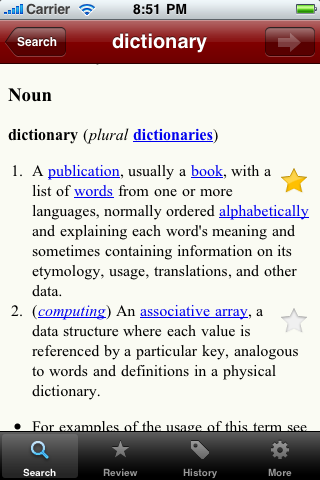 Carrier 8:51 PM
Search dictionary
Noun
dictionary (plural dictionaries)
1. A publication, usually a book, with a
list of words from one or more
languages, normally ordered alphabetically
and explaining each word's meaning and
sometimes containing information on its
etymology, usage, translations, and other
data.
2. (computing) An associative array, a
data structure where each value is
referenced by a particular key, analogous
to words and definitions in a physical
dictionary.
• For examples of the usage of this term see
Search Review History More